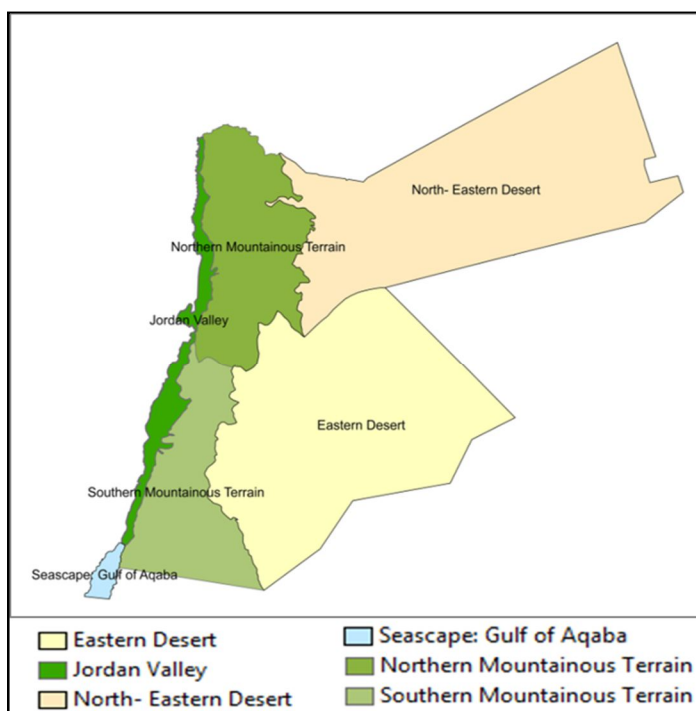 North- Eastern Desert
Northern Mountainous Terrain
Jordan Valley
Eastern Desert
Southern Mountainous Terrain
Seascape: Gulf of Aqaba
Eastern Desert
Jordan Valley
North- Eastern Desert
Seascape: Gulf of Aqaba
Northern Mountainous Terrain
Southern Mountainous Terrain